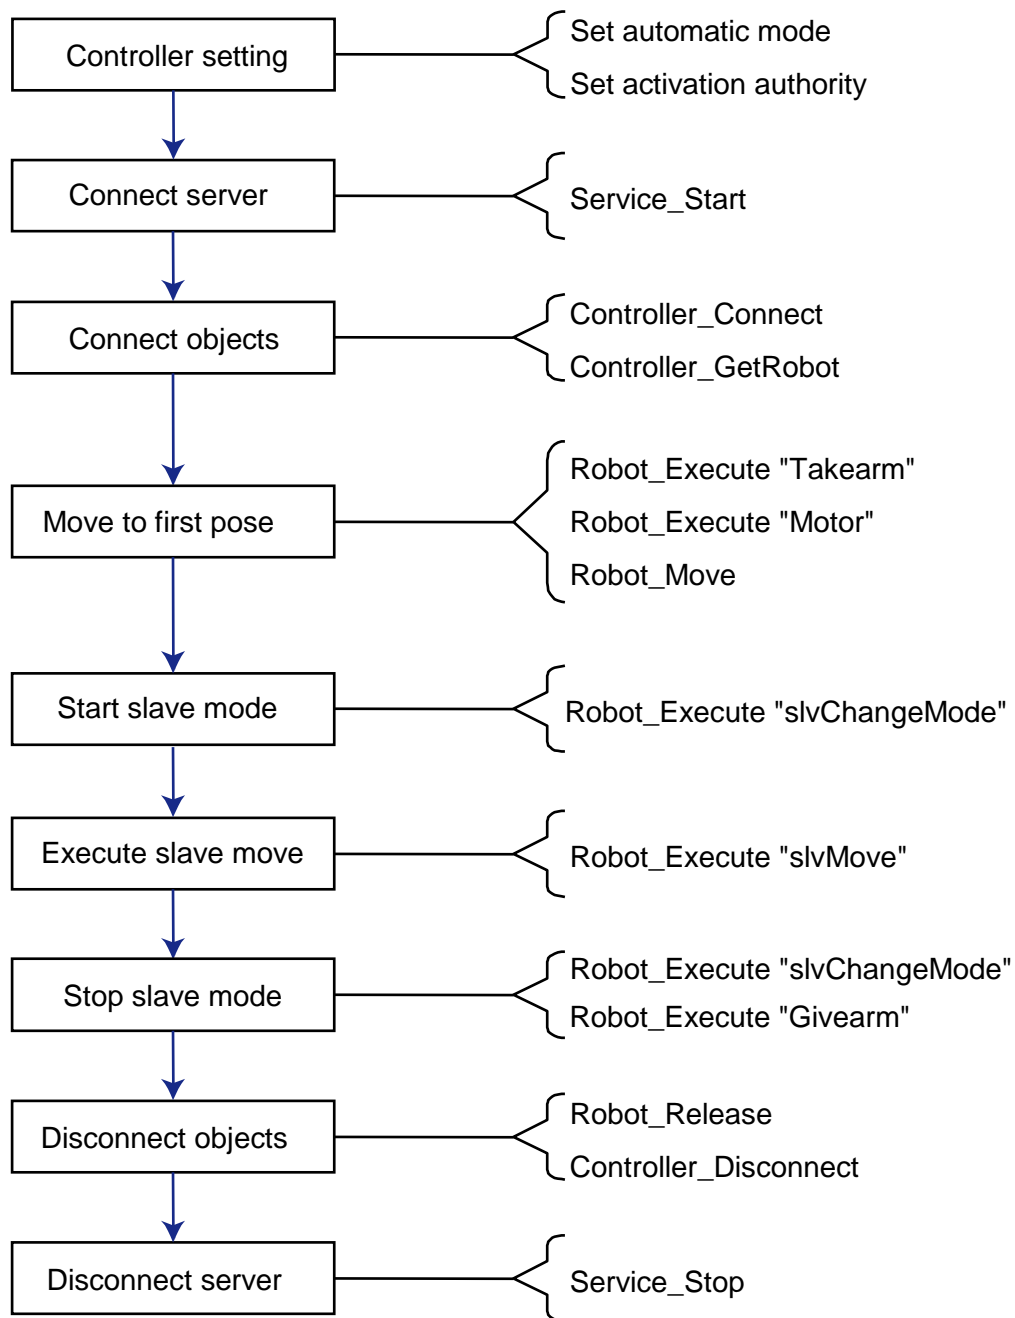 Controller setting
Set automatic mode
Set activation authority
Connect server
Service_Start
Connect objects
Controller_Connect
Controller_GetRobot
Move to first pose
Robot_Execute "Takearm"
Robot_Execute "Motor"
Robot_Move
Start slave mode
Robot_Execute "slvChangeMode"
Execute slave move
Robot_Execute "slvMove"
Stop slave mode
Robot_Execute "slvChangeMode"
Robot_Execute "Givearm"
Disconnect objects
Robot_Release
Controller_Disconnect
Disconnect server
Service_Stop